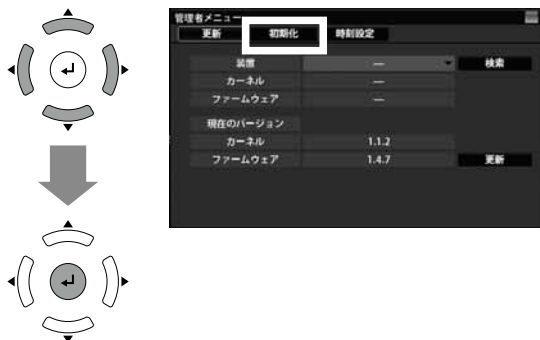 管理者メニュー
更新 初期化 時刻設定
装置 — 検索
カーネル —
ファームウェア —
現在のバージョン
カーネル 1.1.2
ファームウェア 1.4.7 更新